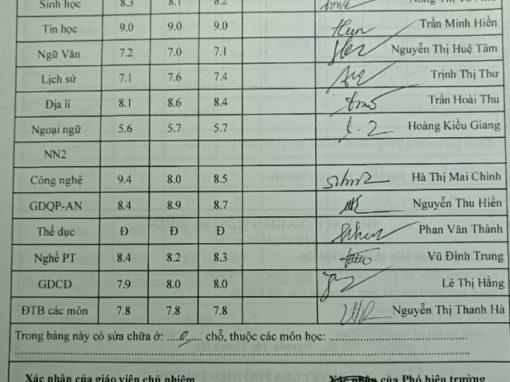 Sinh học 8.3 8.1 8.2
Tin học 9.0 9.0 9.0 Trần Minh Hiền
Ngữ Văn 7.2 7.0 7.1 Nguyễn Thị Huệ Tâm
Lịch sử 7.1 7.6 7.4 Trịnh Thị Thư
Địa lí 8.1 8.6 8.4 Trần Hoài Thu
Ngoại ngữ 5.6 5.7 5.7 Hoàng Kiều Giang
NN2
Công nghệ 9.4 8.0 8.5 Hà Thị Mai Chinh
GDQP-AN 8.4 8.9 8.7 Nguyễn Thu Hiền
Thể dục Đ Đ Đ Phan Văn Thành
Nghề PT 8.4 8.2 8.3 Vũ Đình Trung
GDCD 7.9 8.0 8.0 Lê Thị Hằng
ĐTB các môn 7.8 7.8 7.8 Nguyễn Thị Thanh Hà
Trong bảng này có sửa chữa ở: ....0..... chỗ, thuộc các môn học:
Xác nhận của giáo viên chủ nhiệm Xác nhận của Phó hiệu trưởng